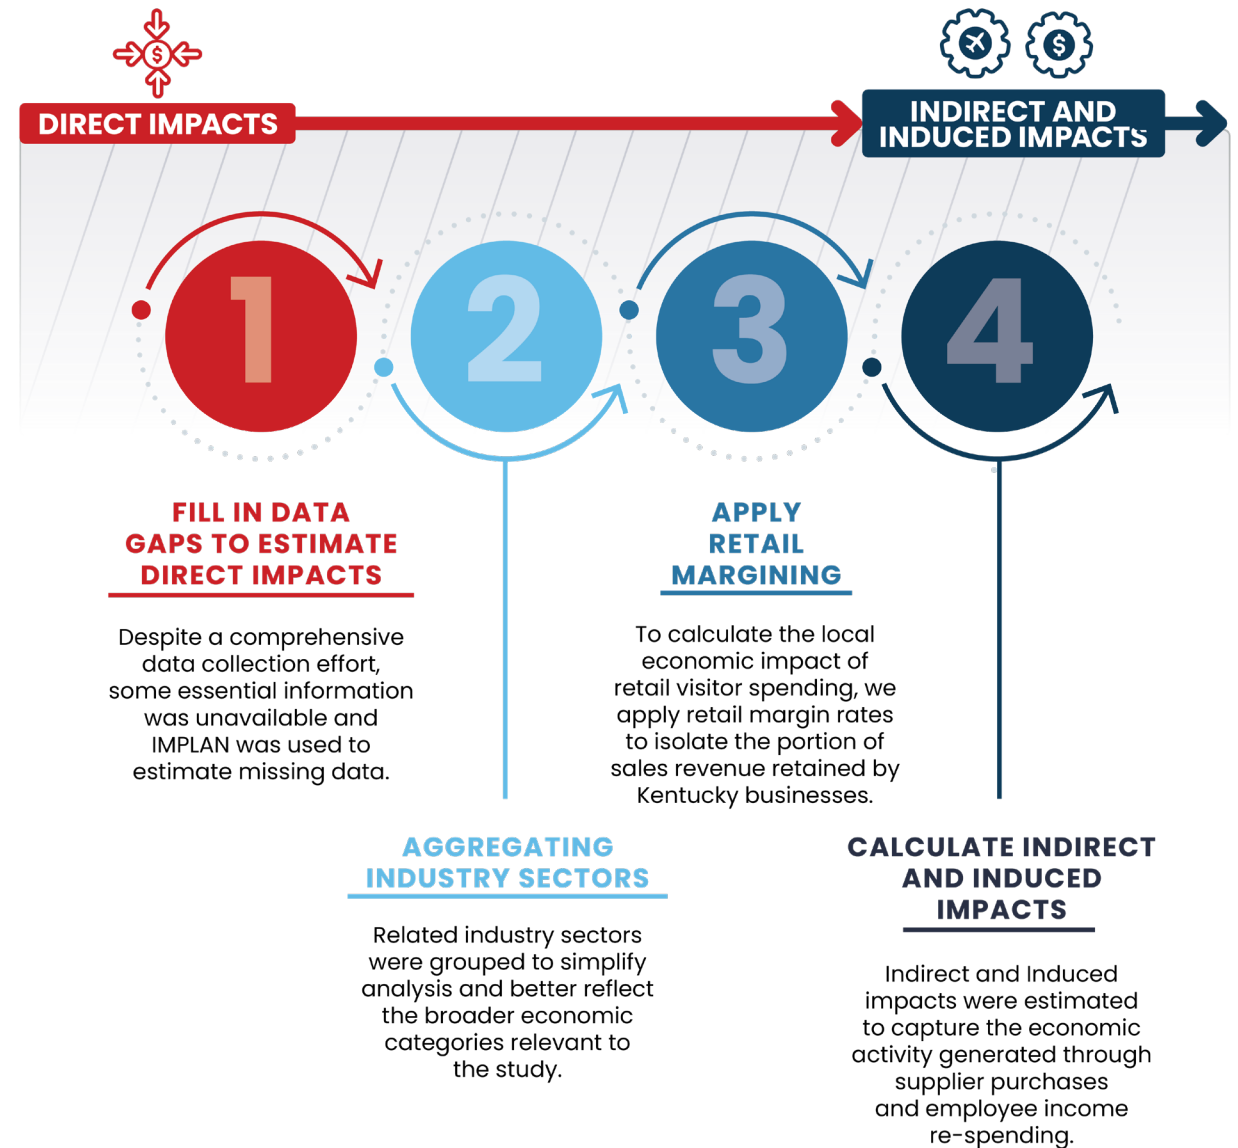 DIRECT IMPACTS
INDIRECT AND
INDUCED IMPACTS
1
2
3
4
FILL IN DATA
GAPS TO ESTIMATE
DIRECT IMPACTS
Despite a comprehensive
data collection effort,
some essential information
was unavailable and
IMPLAN was used to
estimate missing data.
AGGREGATING
INDUSTRY SECTORS
Related industry sectors
were grouped to simplify
analysis and better reflect
the broader economic
categories relevant to
the study.
APPLY
RETAIL
MARGINING
To calculate the local
economic impact of
retail visitor spending, we
apply retail margin rates
to isolate the portion of
sales revenue retained by
Kentucky businesses.
CALCULATE INDIRECT
AND INDUCED
IMPACTS
Indirect and Induced
impacts were estimated
to capture the economic
activity generated through
supplier purchases
and employee income
re-spending.